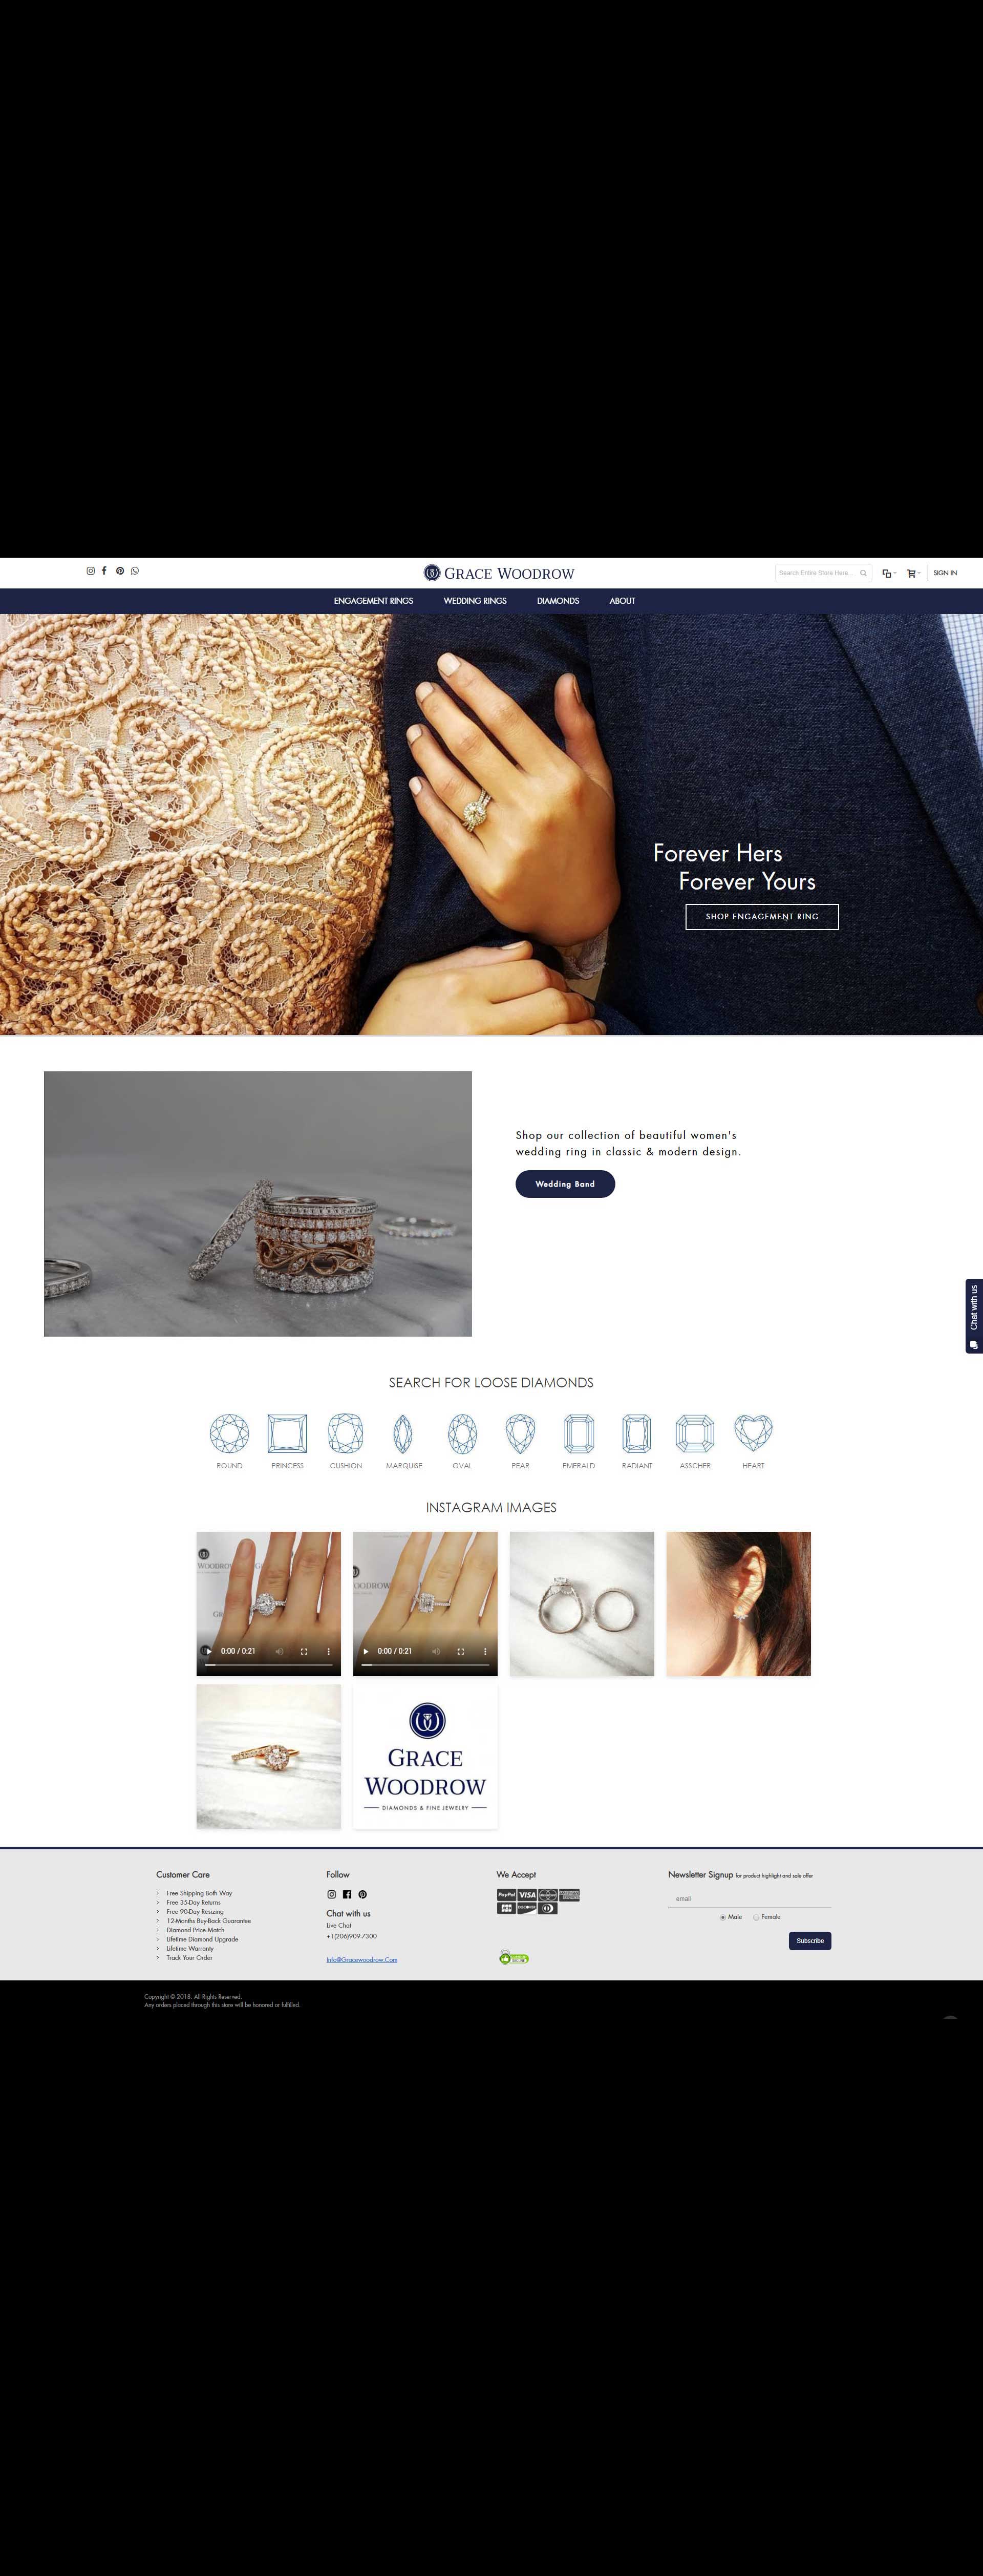 GRACE WOODROW
Search Entire Store Here...
SIGN IN
ENGAGEMENT RINGS
WEDDING RINGS
DIAMONDS
ABOUT
Forever Hers
Forever Yours
SHOP ENGAGEMENT RING
Shop our collection of beautiful women's
wedding ring in classic & modern design.
Wedding Band
Chat with us
SEARCH FOR LOOSE DIAMONDS
ROUND
PRINCESS
CUSHION
MARQUISE
OVAL
PEAR
EMERALD
RADIANT
ASSCHER
HEART
INSTAGRAM IMAGES
WOODROW
0:00 / 0:21
WOODROW
0:00 / 0:21
GRACE
WOODROW
DIAMONDS & FINE JEWELRY
Customer Care
Free Shipping Both Way
Free 35-Day Returns
Free 90-Day Resizing
12-Months Buy-Back Guarantee
Diamond Price Match
Lifetime Diamond Upgrade
Lifetime Warranty
Track Your Order
Follow
Chat with us
Live Chat
+1(206)909-7300
Info@Gracewoodrow.Com
We Accept
PayPal VISA
JCB DISCOVER
Newsletter Signup for product highlight and sale offer
email
Male
Female
Subscribe
Copyright © 2018. All Rights Reserved.
Any orders placed through this store will be honored or fulfilled.